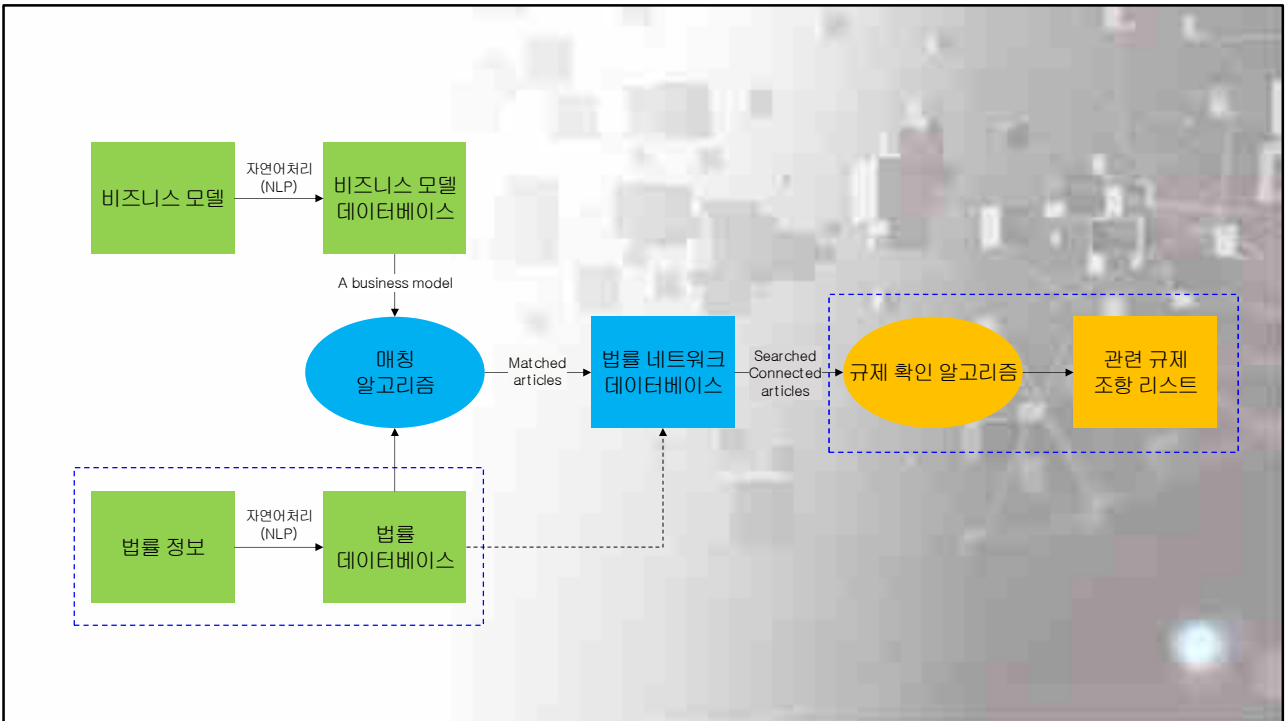 비즈니스 모델
자연어처리
(NLP)
비즈니스 모델
데이터베이스
A business model
매칭
알고리즘
Matched
articles
법률 네트워크
데이터베이스
Searched
Connected
articles
규제 확인 알고리즘
관련 규제
조항 리스트
법률 정보
자연어처리
(NLP)
법률
데이터베이스